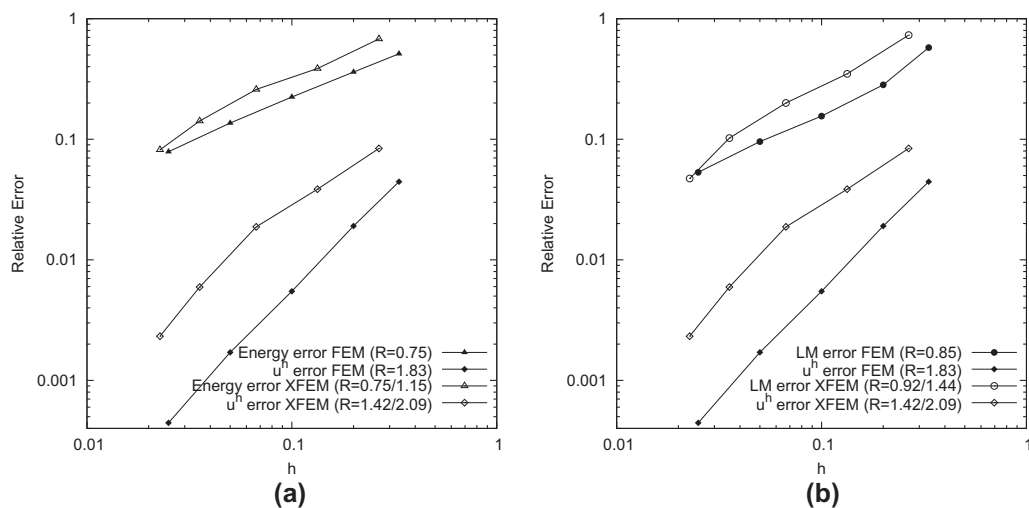 1
0.1
0.01
0.001
0.01
0.1
1
Relative Error
h
Energy error FEM (R=0.75)
u^h error FEM (R=1.83)
Energy error XFEM (R=0.75/1.15)
u^h error XFEM (R=1.42/2.09)
(a)
1
0.1
0.01
0.001
0.01
0.1
1
Relative Error
h
LM error FEM (R=0.85)
u^h error FEM (R=1.83)
LM error XFEM (R=0.92/1.44)
u^h error XFEM (R=1.42/2.09)
(b)